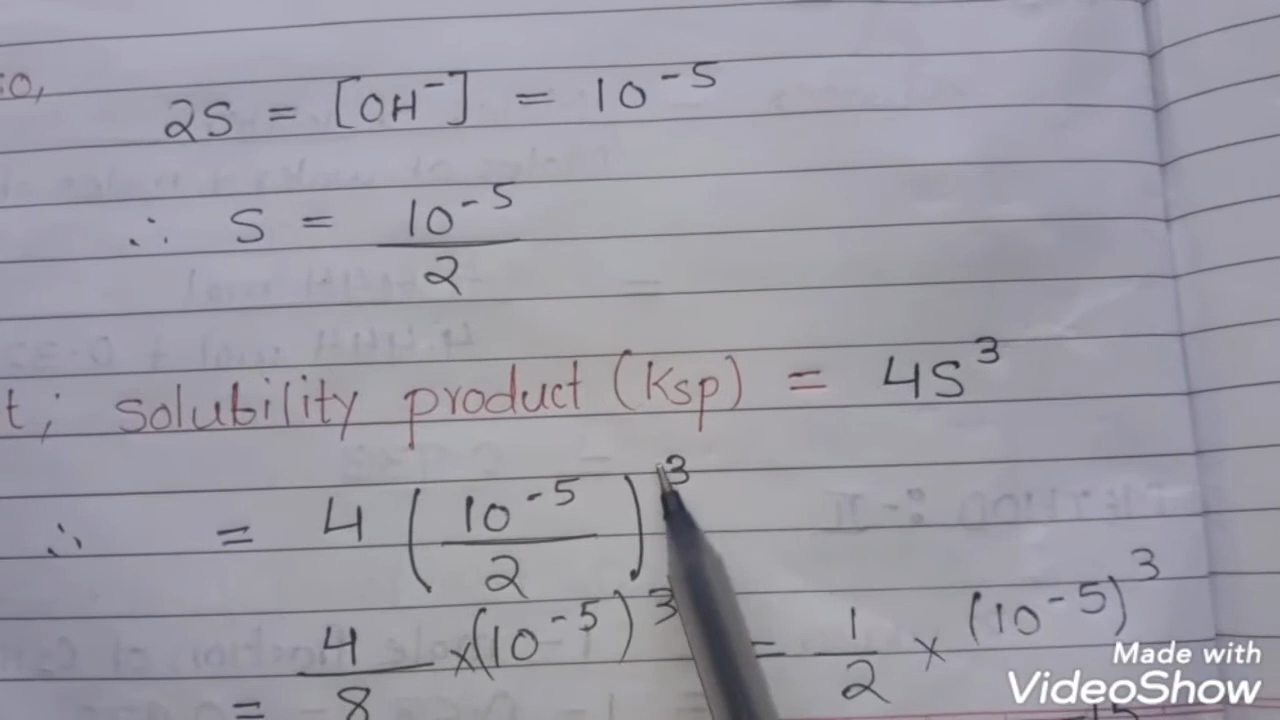 so,
2S = [OH⁻] = 10⁻⁵
∴ S = 10⁻⁵/2
t; solubility product (Ksp) = 4S³
∴ = 4 (10⁻⁵/2)³
= 4/8 ×(10⁻⁵)³ = 1/2 × (10⁻⁵)³
Made with
VideoShow